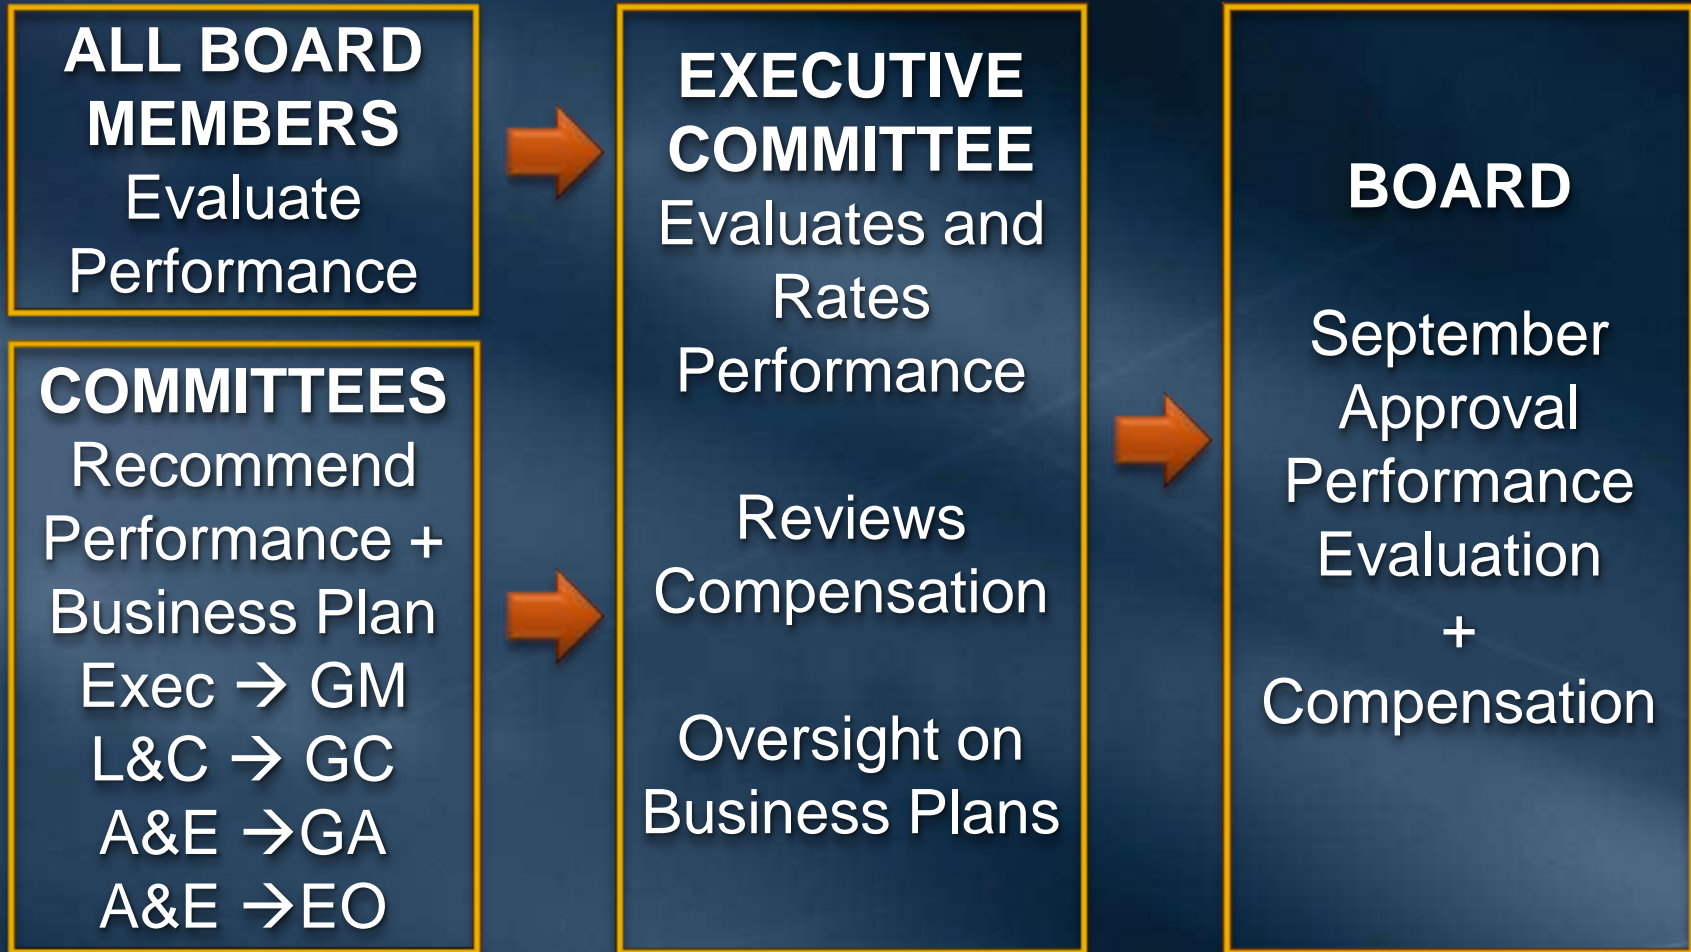 ALL BOARD
MEMBERS
Evaluate
Performance
COMMITTEES
Recommend
Performance +
Business Plan
Exec → GM
L&C → GC
A&E →GA
A&E →EO
EXECUTIVE
COMMITTEE
Evaluates and
Rates
Performance
Reviews
Compensation
Oversight on
Business Plans
BOARD
September
Approval
Performance
Evaluation
+
Compensation